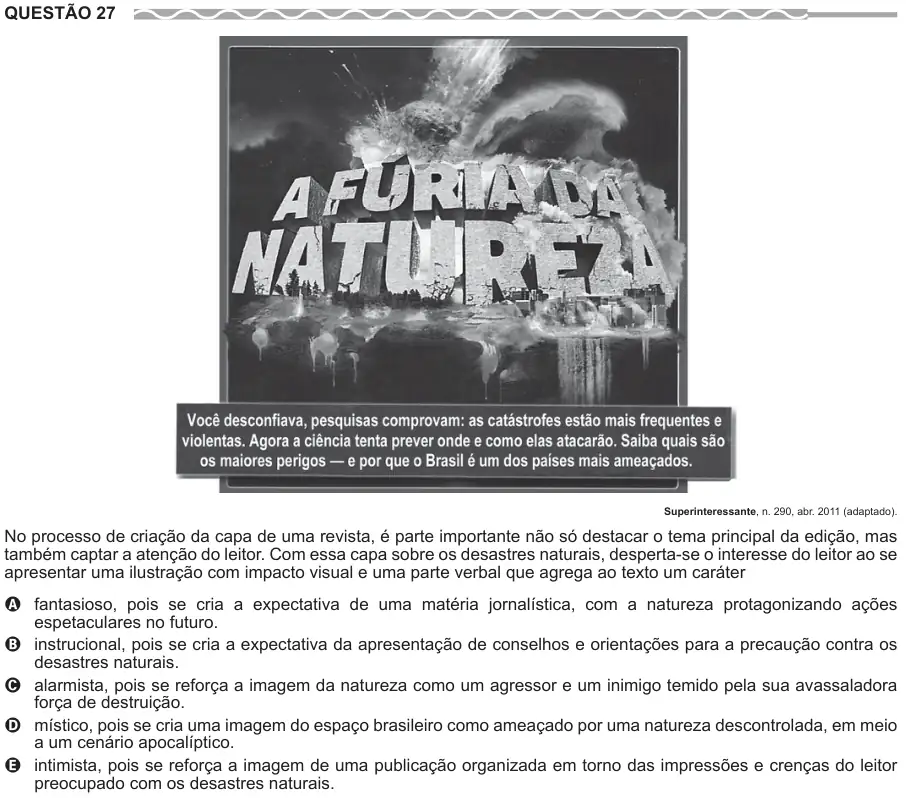 QUESTÃO 27
A FÚRIA DA
NATUREZA
Você desconfiava, pesquisas comprovam: as catástrofes estão mais frequentes e
violentas. Agora a ciência tenta prever onde e como elas atacarão. Saiba quais são
os maiores perigos — e por que o Brasil é um dos países mais ameaçados.
Superinteressante, n. 290, abr. 2011 (adaptado).
No processo de criação da capa de uma revista, é parte importante não só destacar o tema principal da edição, mas
também captar a atenção do leitor. Com essa capa sobre os desastres naturais, desperta-se o interesse do leitor ao se
apresentar uma ilustração com impacto visual e uma parte verbal que agrega ao texto um caráter
A fantasioso, pois se cria a expectativa de uma matéria jornalística, com a natureza protagonizando ações
espetaculares no futuro.
B instrucional, pois se cria a expectativa da apresentação de conselhos e orientações para a precaução contra os
desastres naturais.
C alarmista, pois se reforça a imagem da natureza como um agressor e um inimigo temido pela sua avassaladora
força de destruição.
D místico, pois se cria uma imagem do espaço brasileiro como ameaçado por uma natureza descontrolada, em meio
a um cenário apocalíptico.
E intimista, pois se reforça a imagem de uma publicação organizada em torno das impressões e crenças do leitor
preocupado com os desastres naturais.